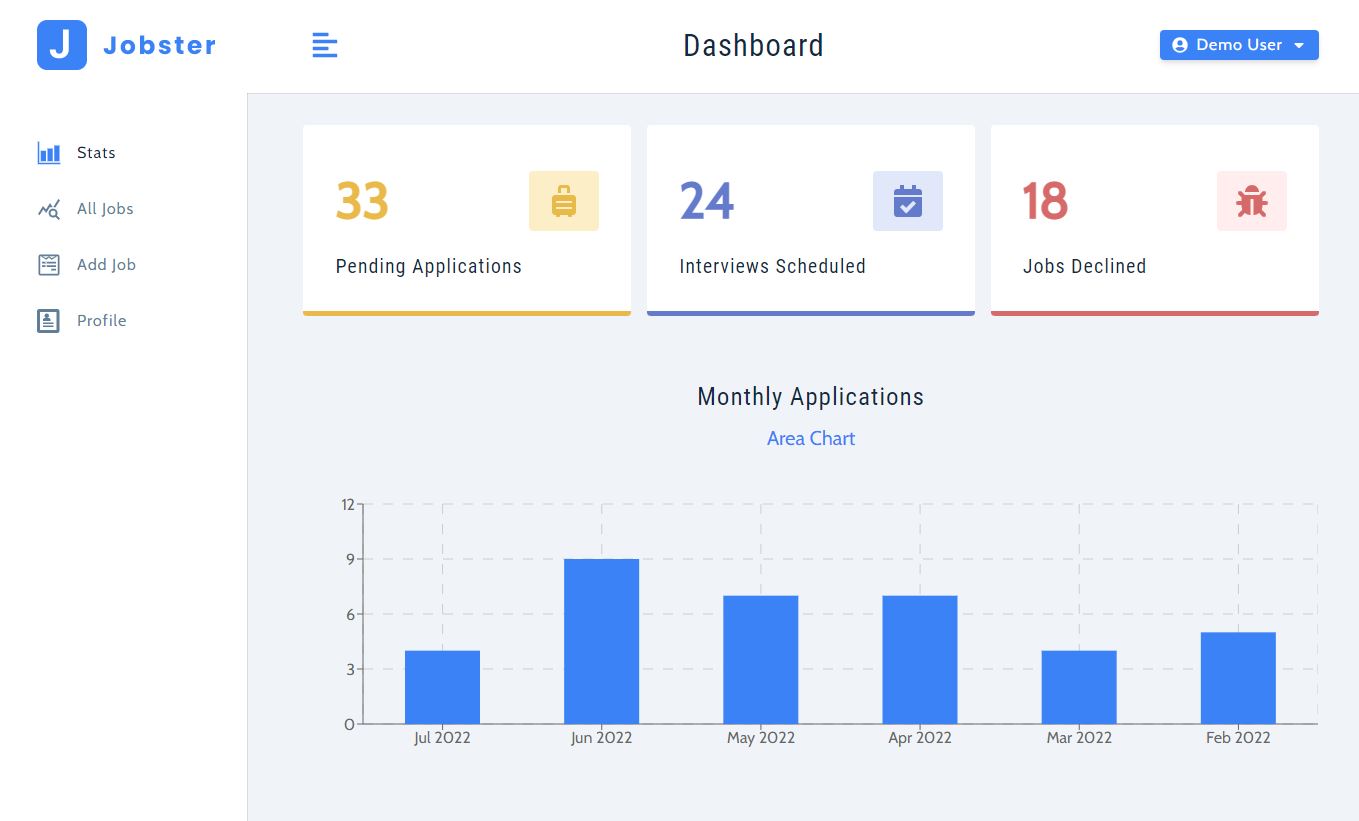 J Jobster
Dashboard
Demo User
Stats
All Jobs
Add Job
Profile
33
Pending Applications
24
Interviews Scheduled
18
Jobs Declined
Monthly Applications
Area Chart
12
9
6
3
0
Jul 2022 Jun 2022 May 2022 Apr 2022 Mar 2022 Feb 2022